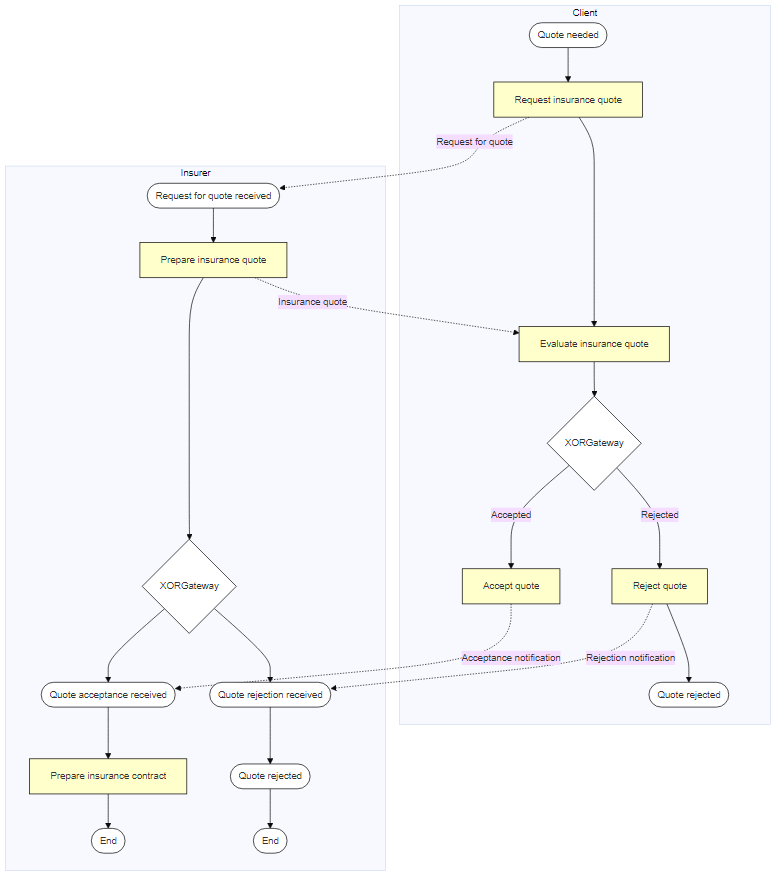 Client
Quote needed
Request insurance quote
Request for quote
Insurer
Request for quote received
Prepare insurance quote
Insurance quote
Evaluate insurance quote
XORGateway
Accepted
Rejected
XORGateway
Accept quote
Reject quote
Acceptance notification
Rejection notification
Quote acceptance received
Quote rejection received
Quote rejected
Prepare insurance contract
Quote rejected
End
End